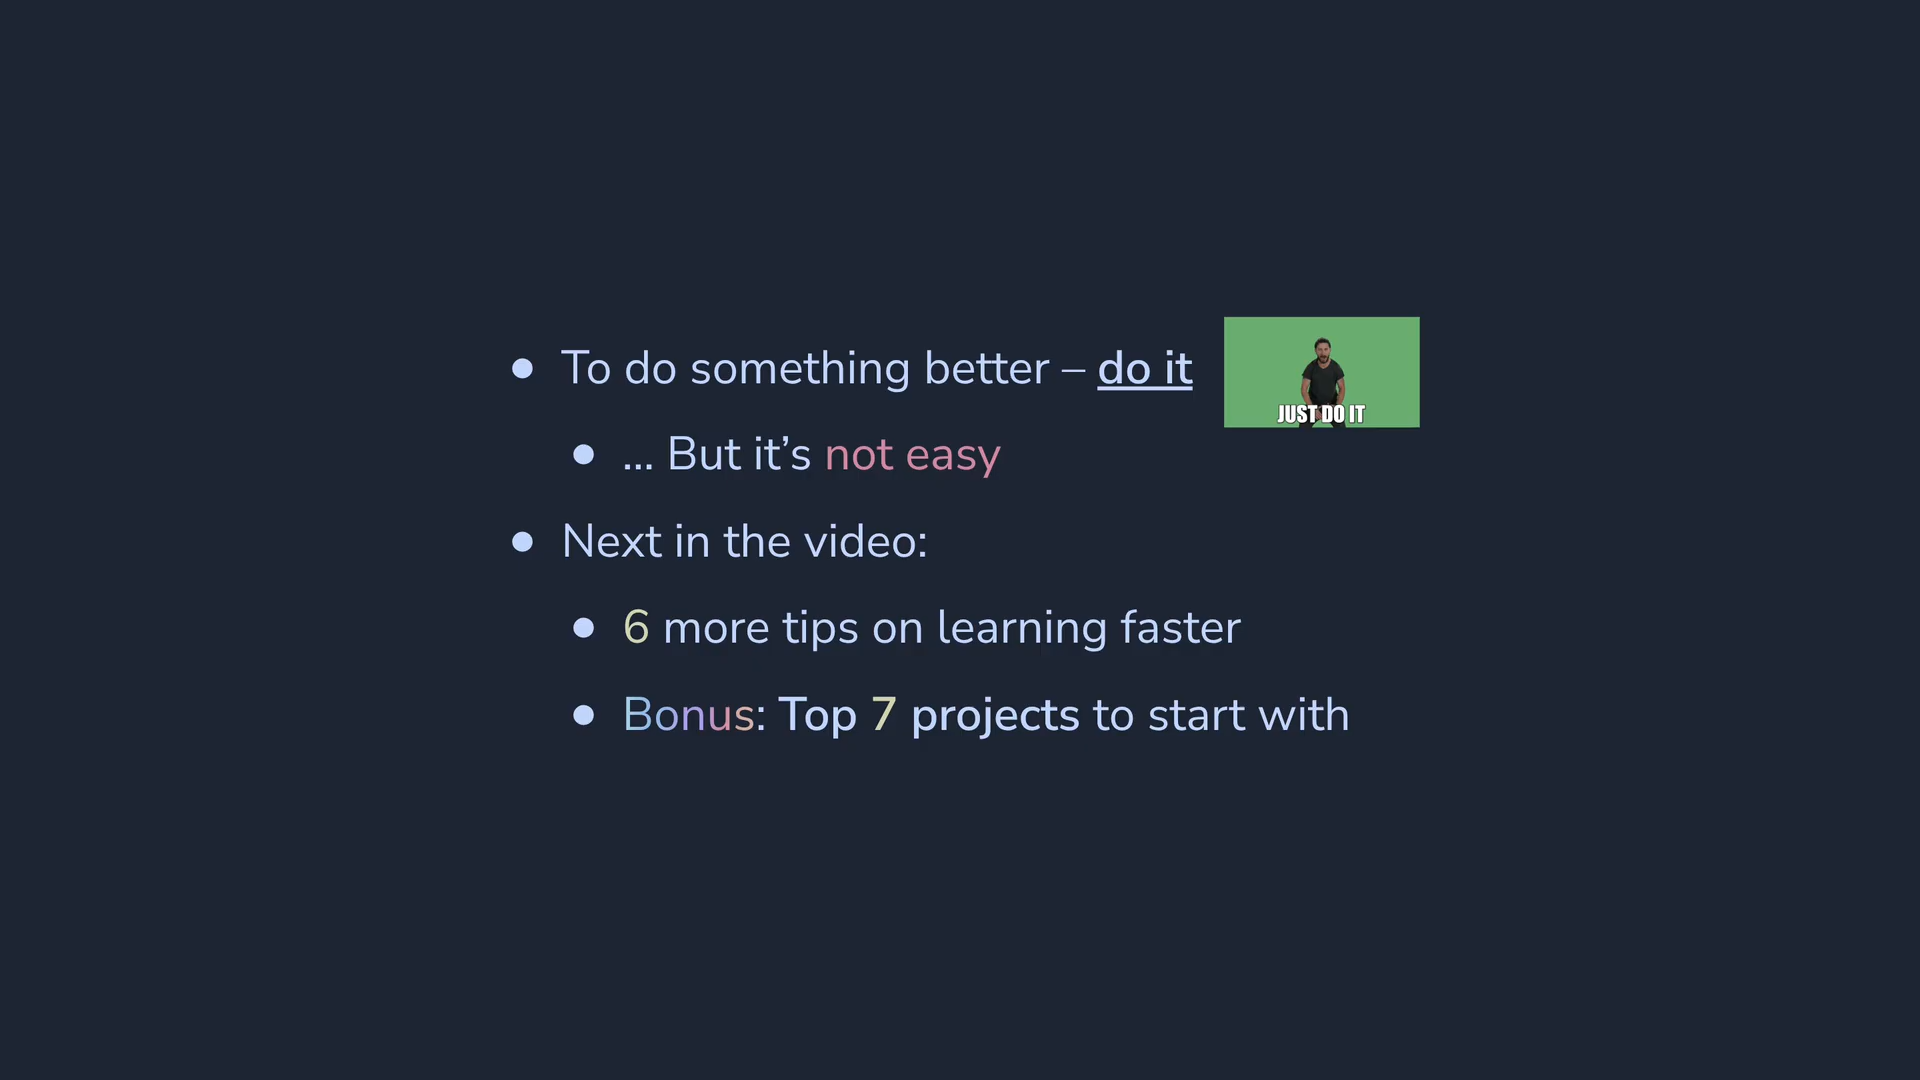 ● To do something better – do it
JUST DO IT
● ... But it’s not easy
● Next in the video:
● 6 more tips on learning faster
● Bonus: Top 7 projects to start with